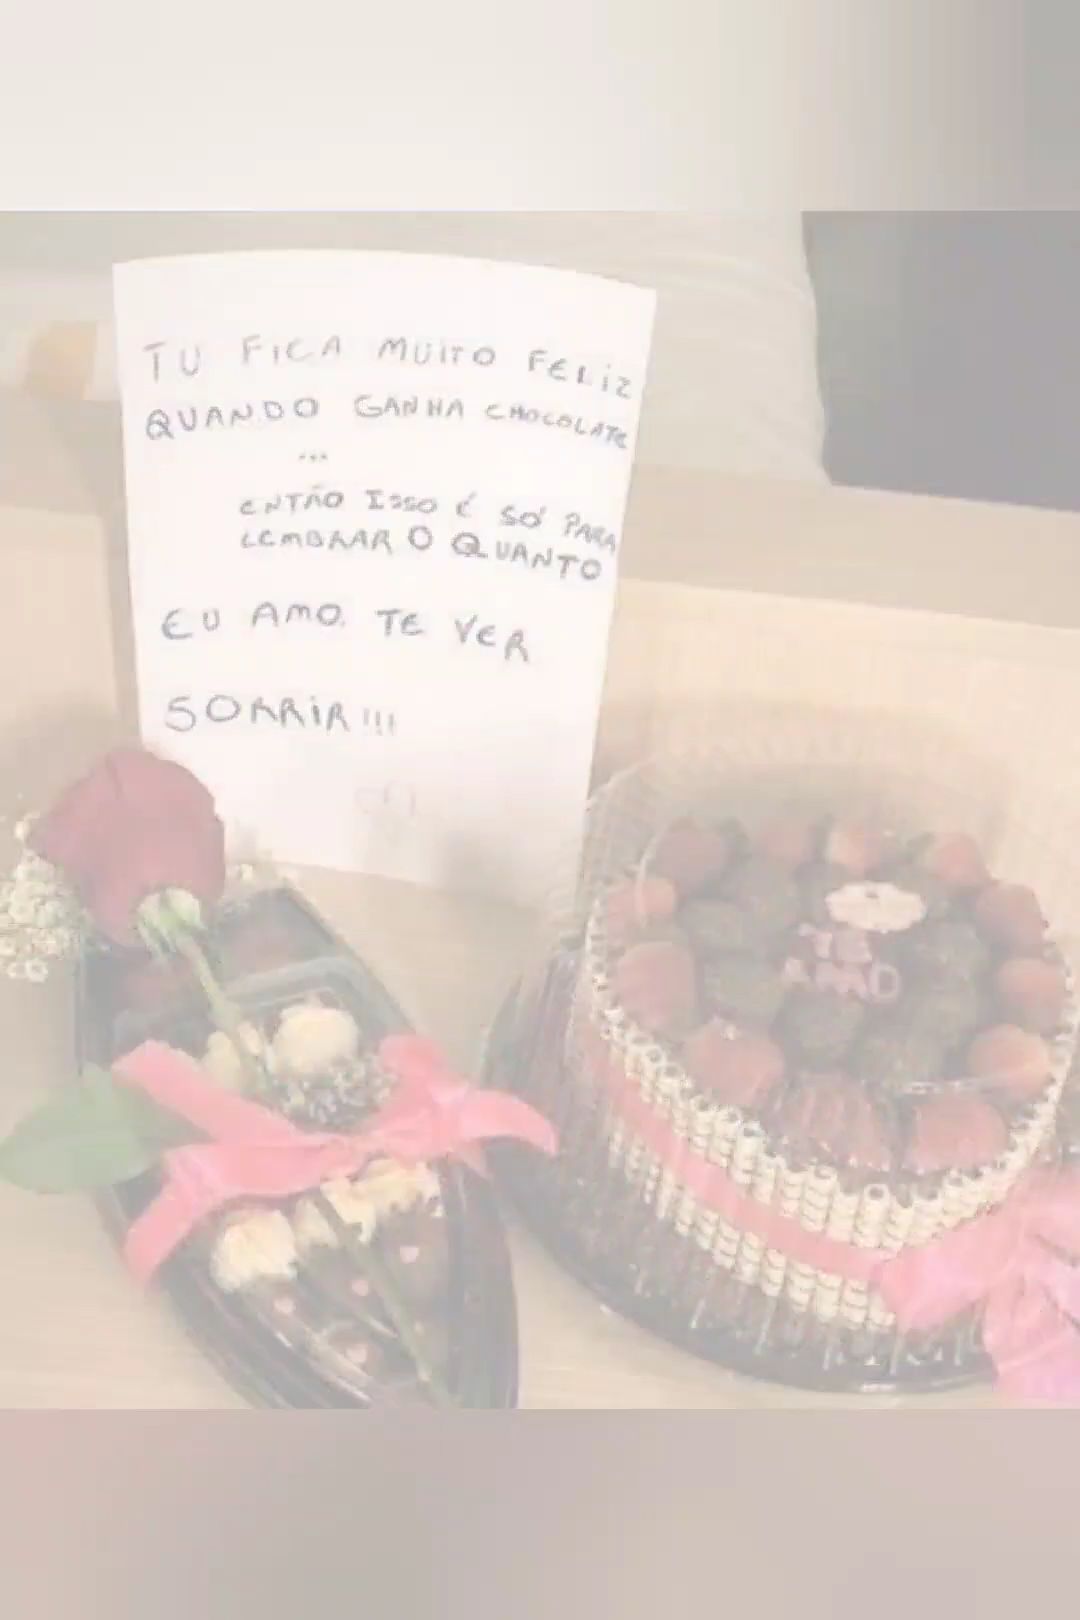 TU FICA MUITO FELIZ
QUANDO GANHA CHOCOLATE
...
ENTÃO ISSO É SÓ PARA
LEMBRAR O QUANTO
EU AMO TE VER
SORRIR!!!
TE
AMO